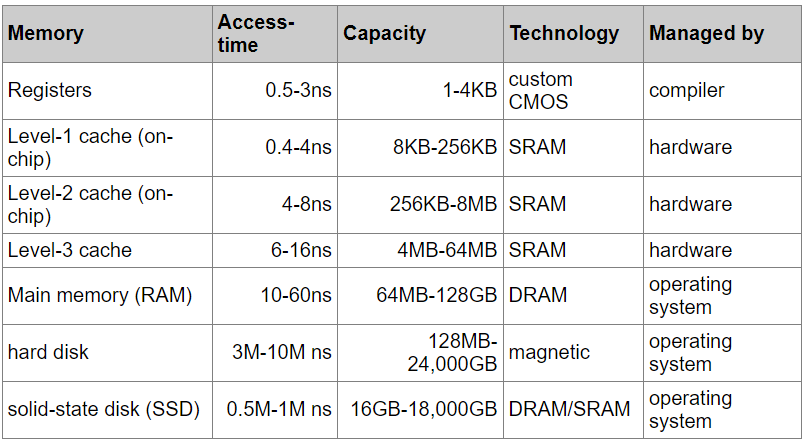 Memory Access-time Capacity Technology Managed by
Registers 0.5-3ns 1-4KB custom CMOS compiler
Level-1 cache (on-chip) 0.4-4ns 8KB-256KB SRAM hardware
Level-2 cache (on-chip) 4-8ns 256KB-8MB SRAM hardware
Level-3 cache 6-16ns 4MB-64MB SRAM hardware
Main memory (RAM) 10-60ns 64MB-128GB DRAM operating system
hard disk 3M-10M ns 128MB-24,000GB magnetic operating system
solid-state disk (SSD) 0.5M-1M ns 16GB-18,000GB DRAM/SRAM operating system